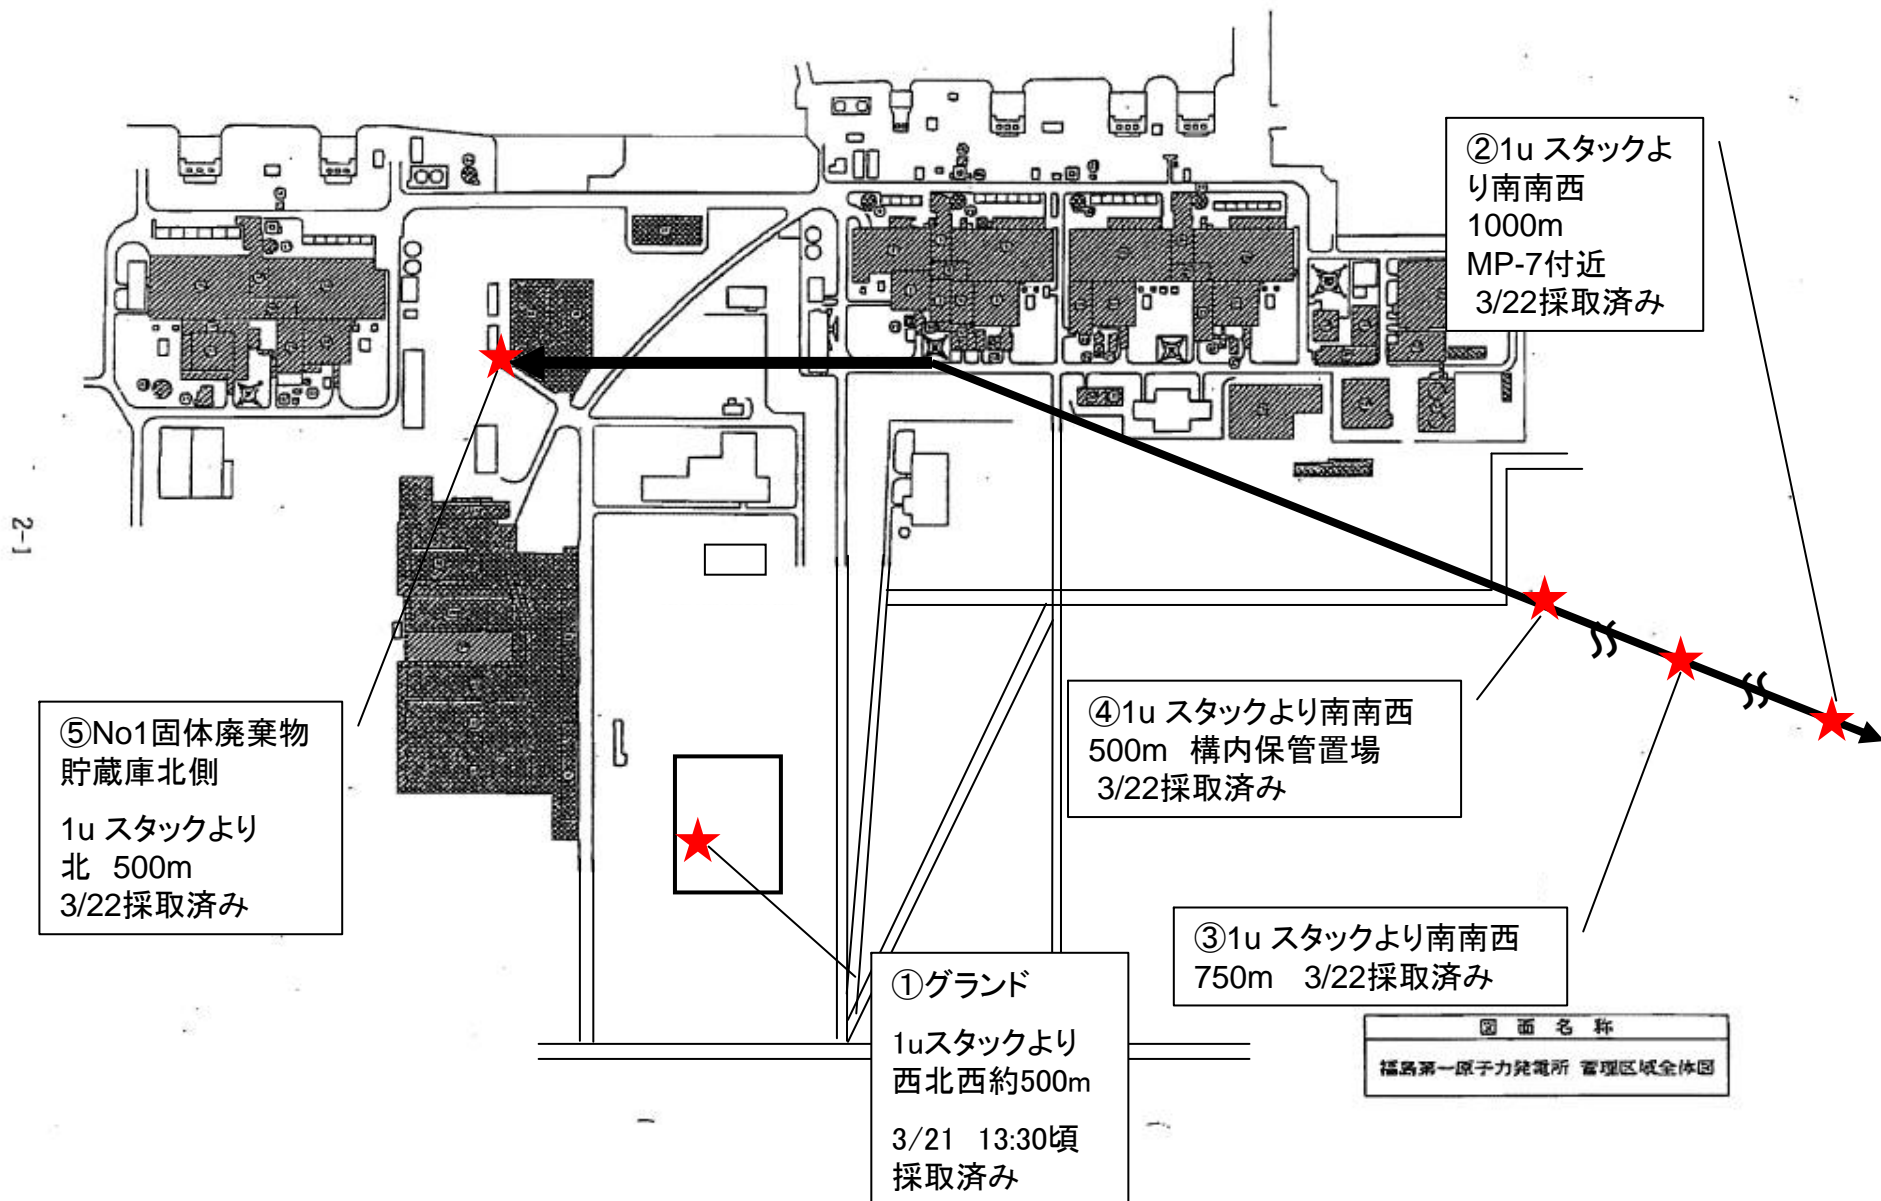 ②1u スタックよ
り南南西
1000m
MP-7付近
3/22採取済み
2-1
⑤No1固体廃棄物
貯蔵庫北側
1u スタックより
北 500m
3/22採取済み
④1u スタックより南南西
500m 構内保管置場
3/22採取済み
③1u スタックより南南西
750m 3/22採取済み
①グランド
1uスタックより
西北西約500m
3/21 13:30頃
採取済み
図面名称
福島第一原子力発電所 管理区域全体図